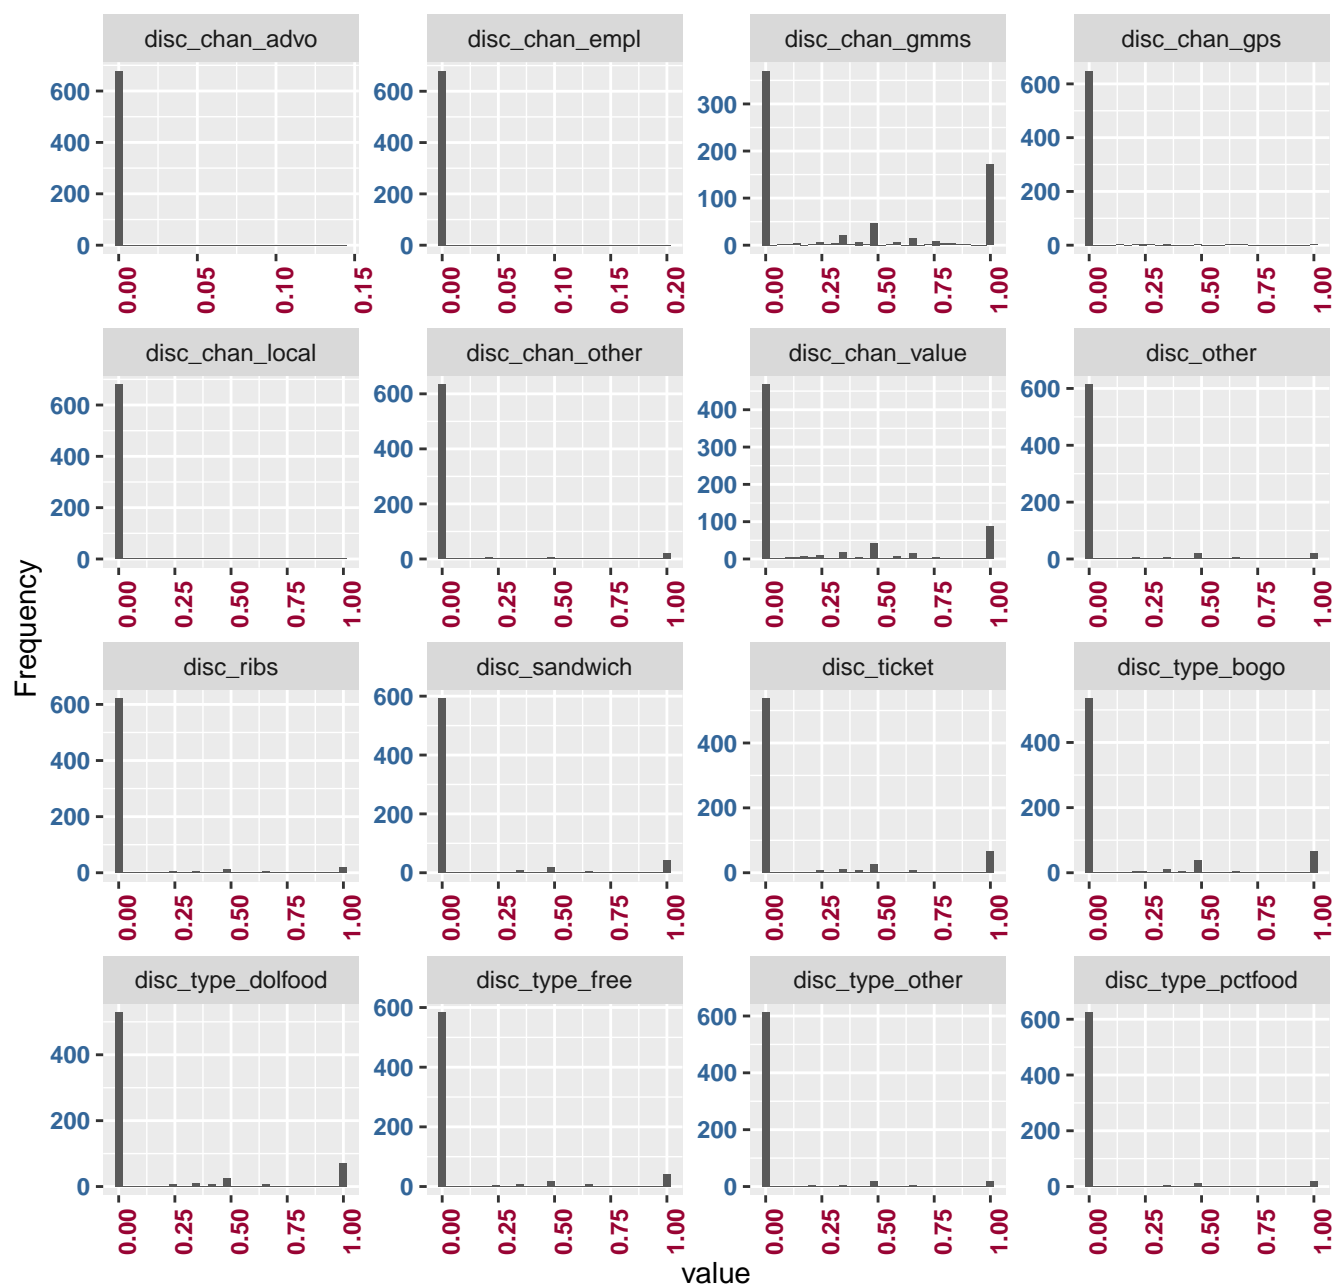 disc_chan_advo disc_chan_empl disc_chan_gmms disc_chan_gps
600 400 200 0 600 400 200 0 300 200 100 0 600 400 200 0
0.00 0.05 0.10 0.15 0.00 0.05 0.10 0.15 0.20 0.00 0.25 0.50 0.75 1.00 0.00 0.25 0.50 0.75 1.00
disc_chan_local disc_chan_other disc_chan_value disc_other
600 400 200 0 600 400 200 0 400 300 200 100 0 600 400 200 0
0.00 0.25 0.50 0.75 1.00 0.00 0.25 0.50 0.75 1.00 0.00 0.25 0.50 0.75 1.00 0.00 0.25 0.50 0.75 1.00
Frequency
disc_ribs disc_sandwich disc_ticket disc_type_bogo
600 400 200 0 600 400 200 0 400 200 0 400 200 0
0.00 0.25 0.50 0.75 1.00 0.00 0.25 0.50 0.75 1.00 0.00 0.25 0.50 0.75 1.00 0.00 0.25 0.50 0.75 1.00
disc_type_dolfood disc_type_free disc_type_other disc_type_pctfood
400 200 0 600 400 200 0 600 400 200 0 600 400 200 0
0.00 0.25 0.50 0.75 1.00 0.00 0.25 0.50 0.75 1.00 0.00 0.25 0.50 0.75 1.00 0.00 0.25 0.50 0.75 1.00
value